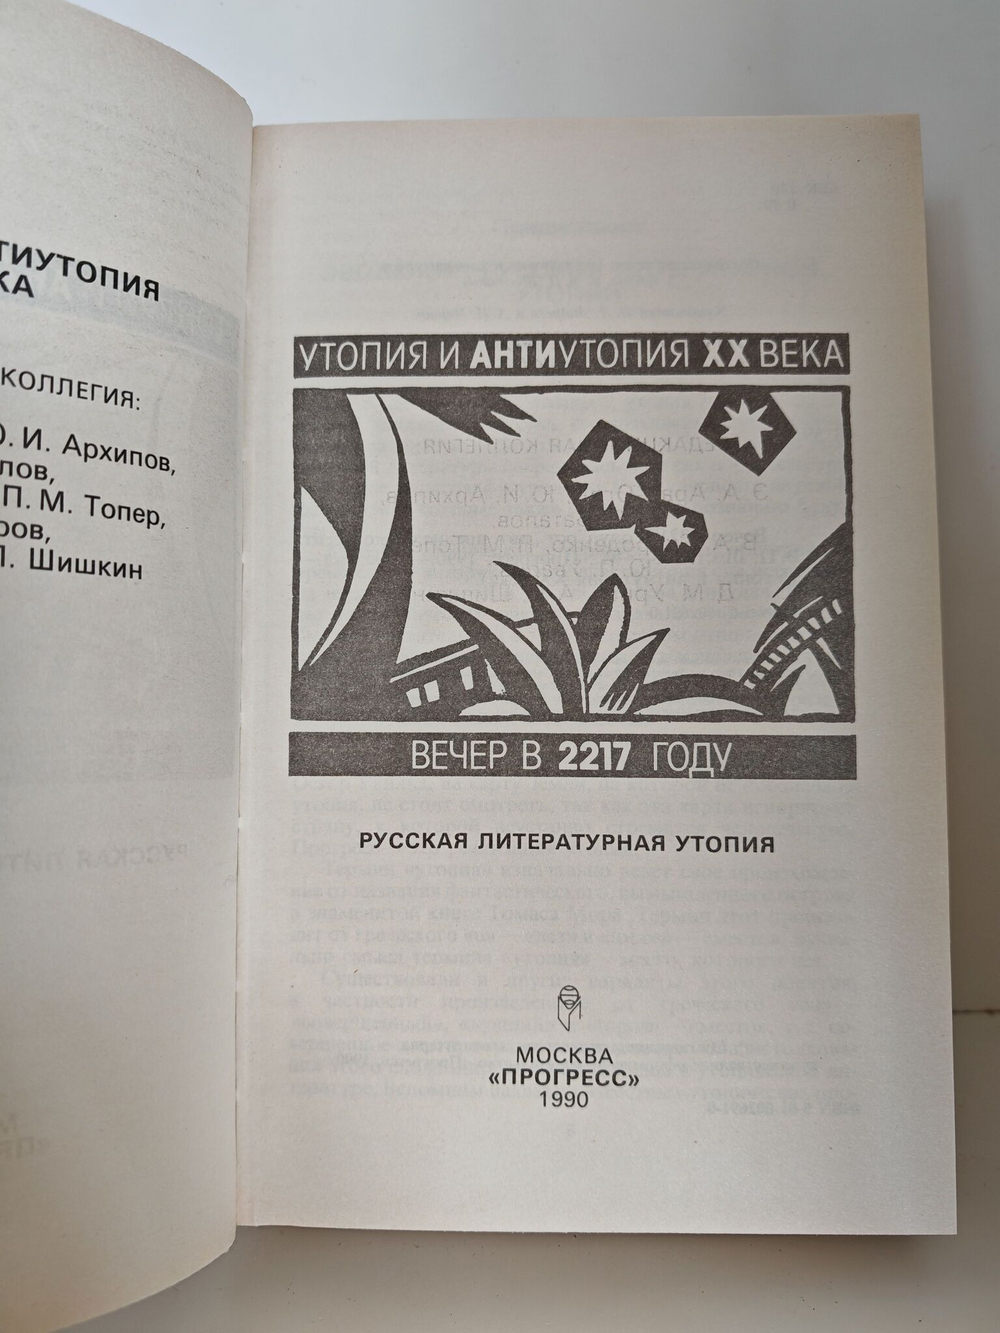 ТИУТОПИЯ
КА
КОЛЛЕГИЯ:
Ю. И. Архипов,
лов,
П. М. Топер,
ров,
Л. Шишкин
УТОПИЯ И АНТИУТОПИЯ XX ВЕКА
ВЕЧЕР В 2217 ГОДУ
РУССКАЯ ЛИТЕРАТУРНАЯ УТОПИЯ
МОСКВА
«ПРОГРЕСС»
1990